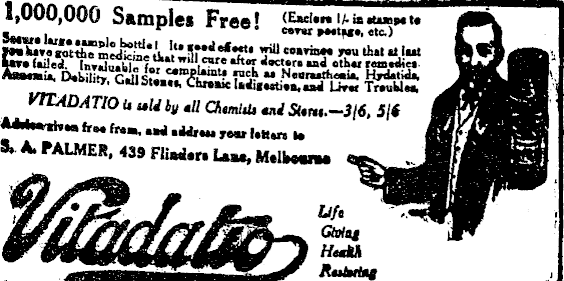 1,000,000 Samples Free! (Enclose 1/- in stamps to
cover postage, etc.)
Secure large sample bottle! Its good effects will convince you that at last
you have got the medicine that will cure after doctors and other remedies
have failed. Invaluable for complaints such as Neurasthenia, Hydatids,
Anaemia, Debility, Gall Stones, Chronic Indigestion, and Liver Troubles,
VITADATIO is sold by all Chemists and Stores.—3/6, 5/6
Advice given free from, and address your letters to
S. A. PALMER, 439 Flinders Lane, Melbourne
Vitadatio
Life
Giving
Health
Restoring